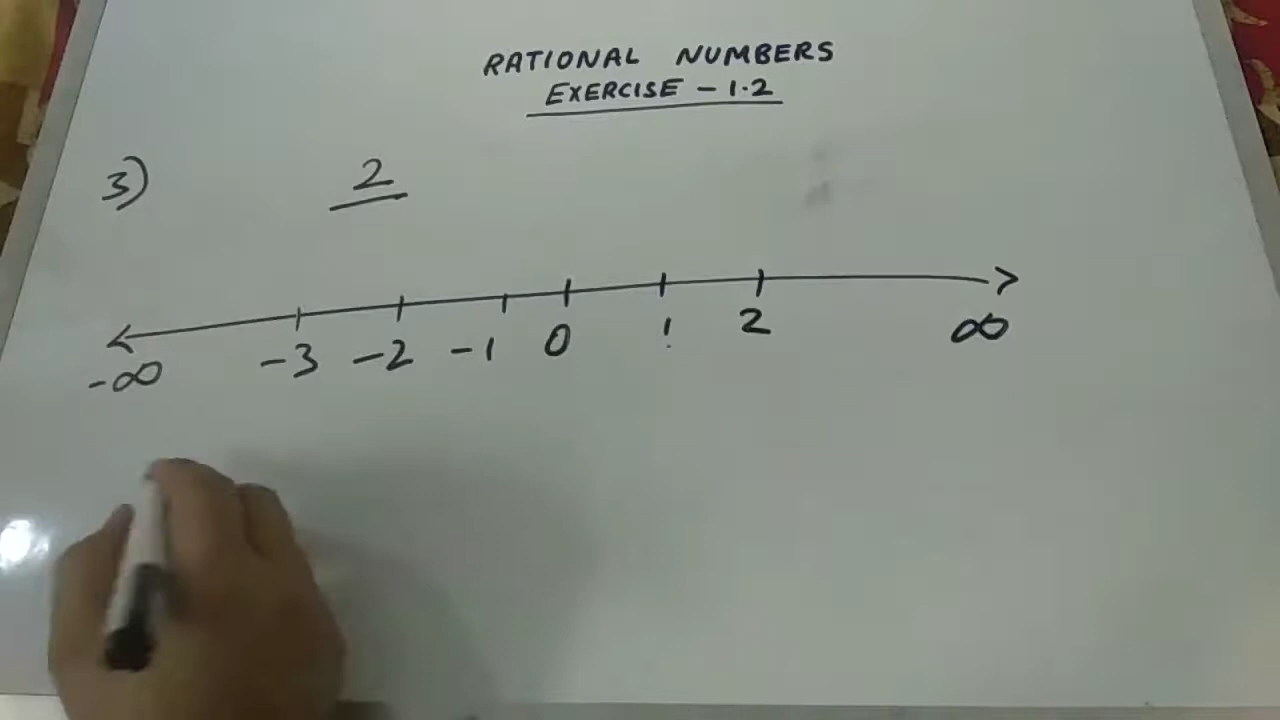 RATIONAL NUMBERS
EXERCISE - 1.2
3) 2
-∞ -3 -2 -1 0 1 2 ∞